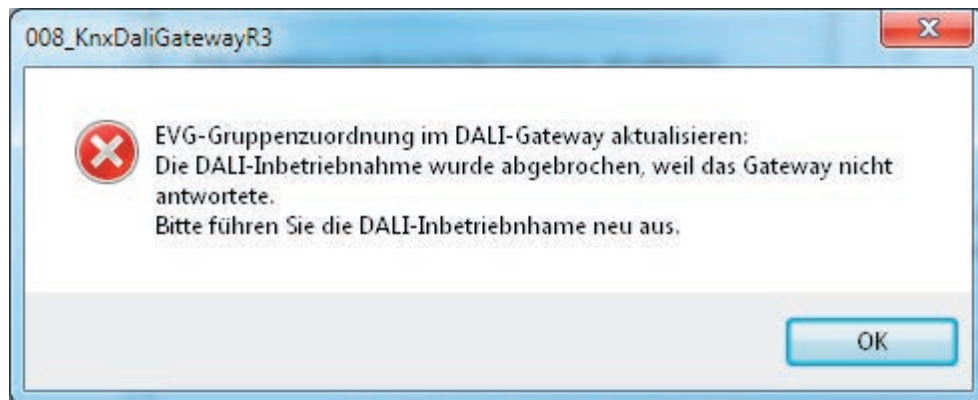 008_KnxDaliGatewayR3
EVG-Gruppenzuordnung im DALI-Gateway aktualisieren:
Die DALI-Inbetriebnahme wurde abgebrochen, weil das Gateway nicht
antwortete.
Bitte führen Sie die DALI-Inbetriebnhame neu aus.
OK